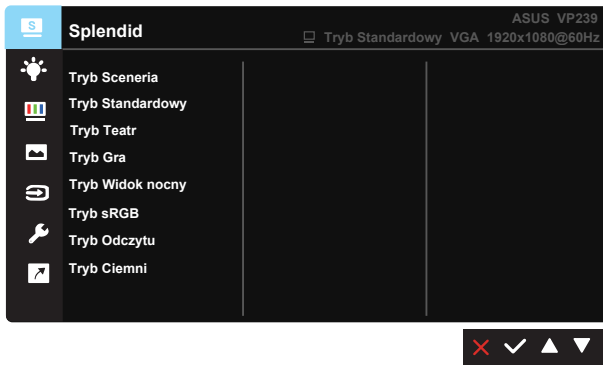 S
Splendid
ASUS VP239
Tryb Standardowy VGA 1920x1080@60Hz
Tryb Sceneria
Tryb Standardowy
Tryb Teatr
Tryb Gra
Tryb Widok nocny
Tryb sRGB
Tryb Odczytu
Tryb Ciemni